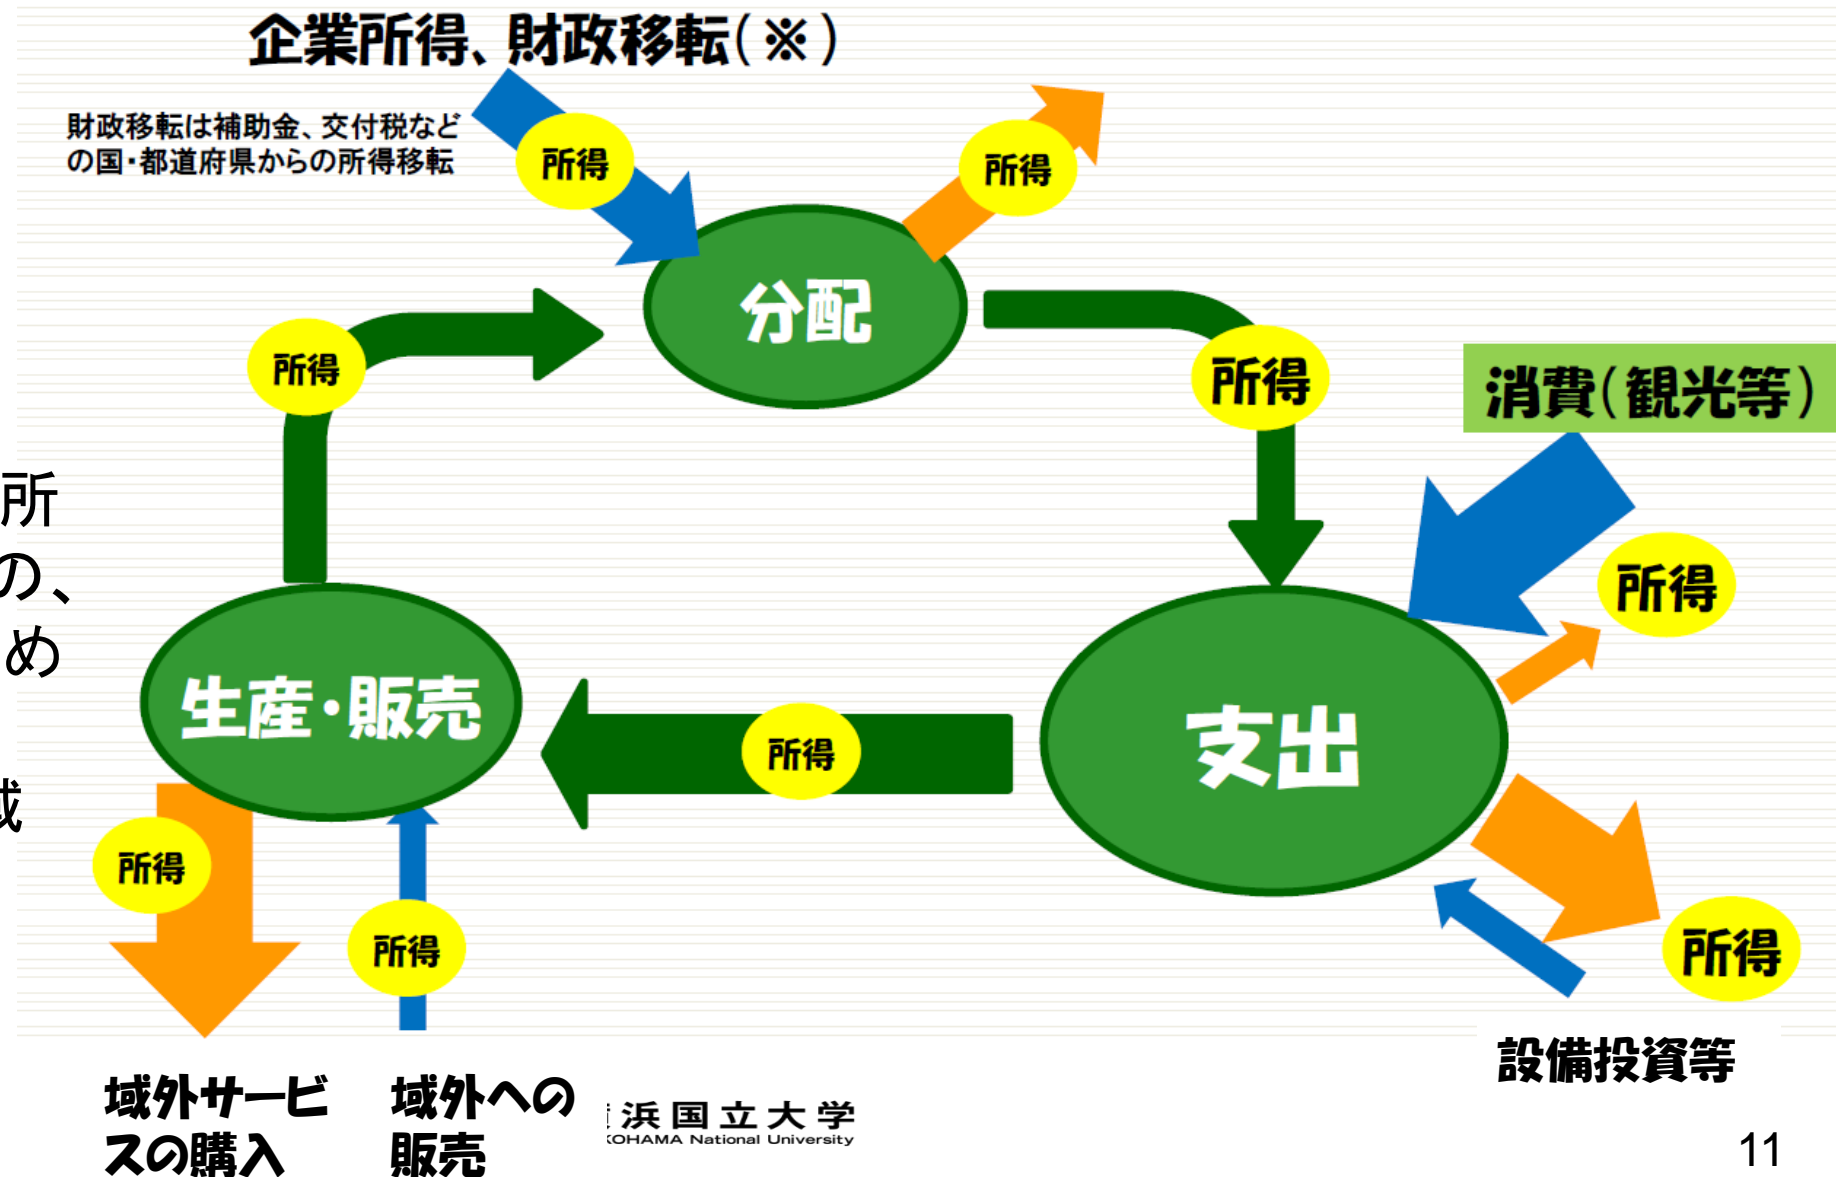 企業所得、財政移転(※)
財政移転は補助金、交付税など
の国・都道府県からの所得移転
所得
所得
分配
所得
所得
消費(観光等)
所
の、
め
域
所得
生産・販売
所得
支出
所得
所得
所得
設備投資等
域外サービ
スの購入
域外への
販売
浜国立大学
KOHAMA National University
11